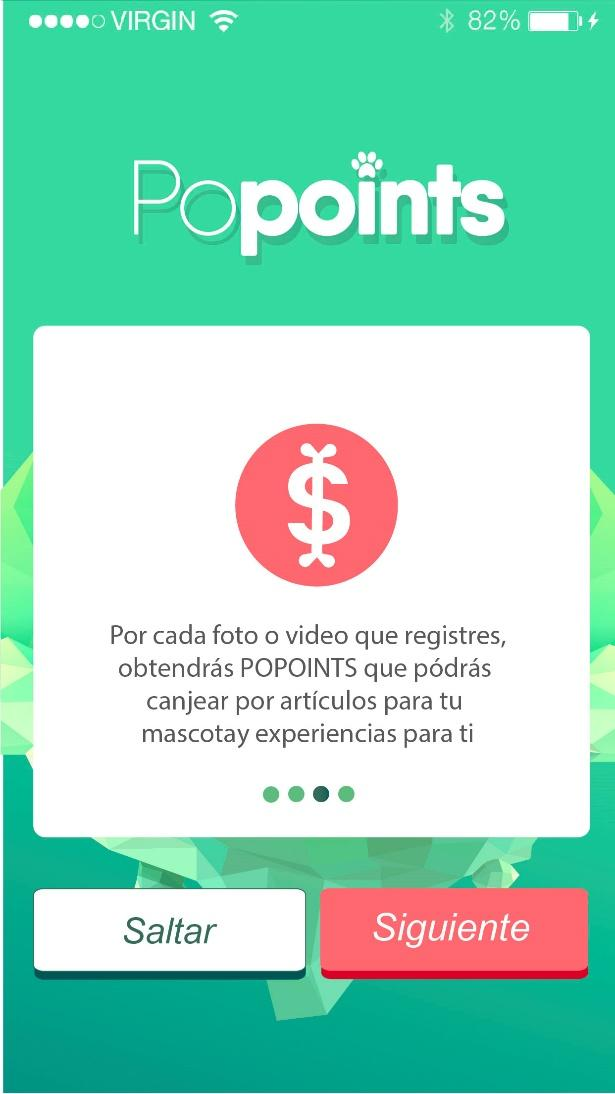 VIRGIN 82%
Popoints
$
Por cada foto o video que registres,
obtendrás POPOINTS que pódrás
canjear por artículos para tu
mascotay experiencias para ti
Saltar
Siguiente